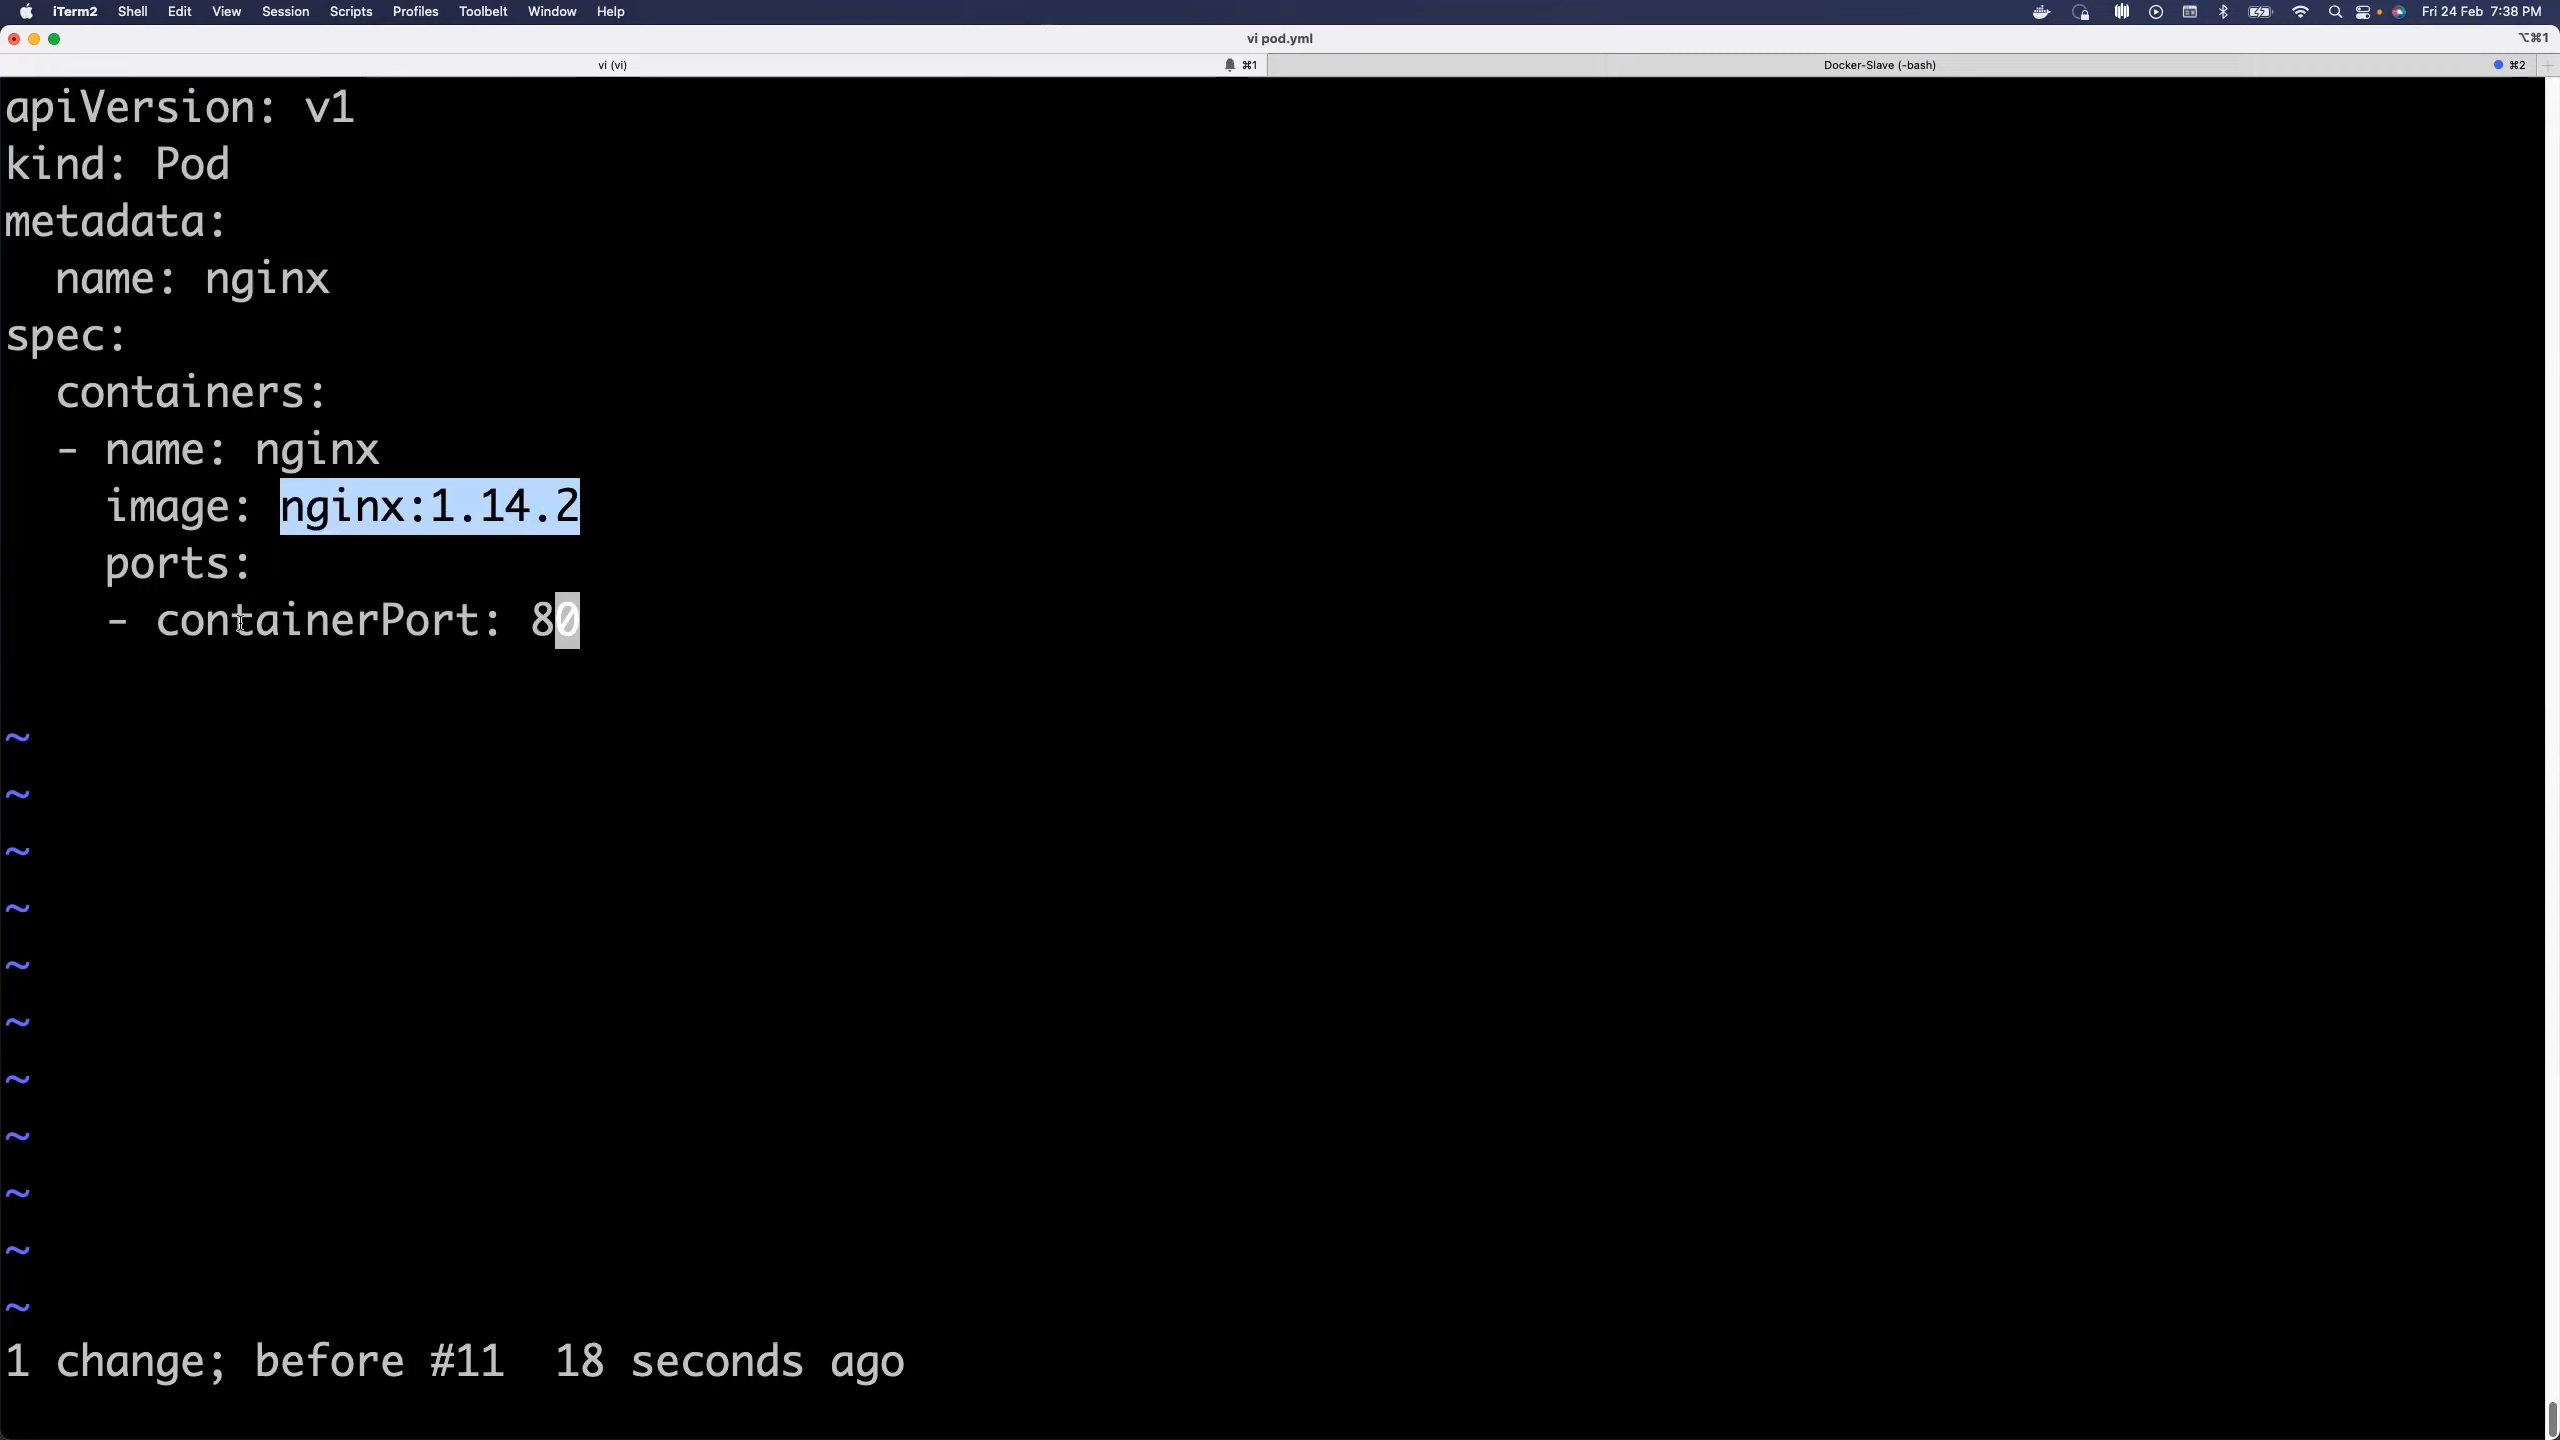 iTerm2 Shell Edit View Session Scripts Profiles Toolbelt Window Help Fri 24 Feb 7:38 PM
vi pod.yml ⌥⌘1
vi (vi) ⌘1 Docker-Slave (-bash) ⌘2
apiVersion: v1
kind: Pod
metadata:
  name: nginx
spec:
  containers:
  - name: nginx
    image: nginx:1.14.2
    ports:
    - containerPort: 80
~
~
~
~
~
~
~
~
~
~
~
1 change; before #11  18 seconds ago